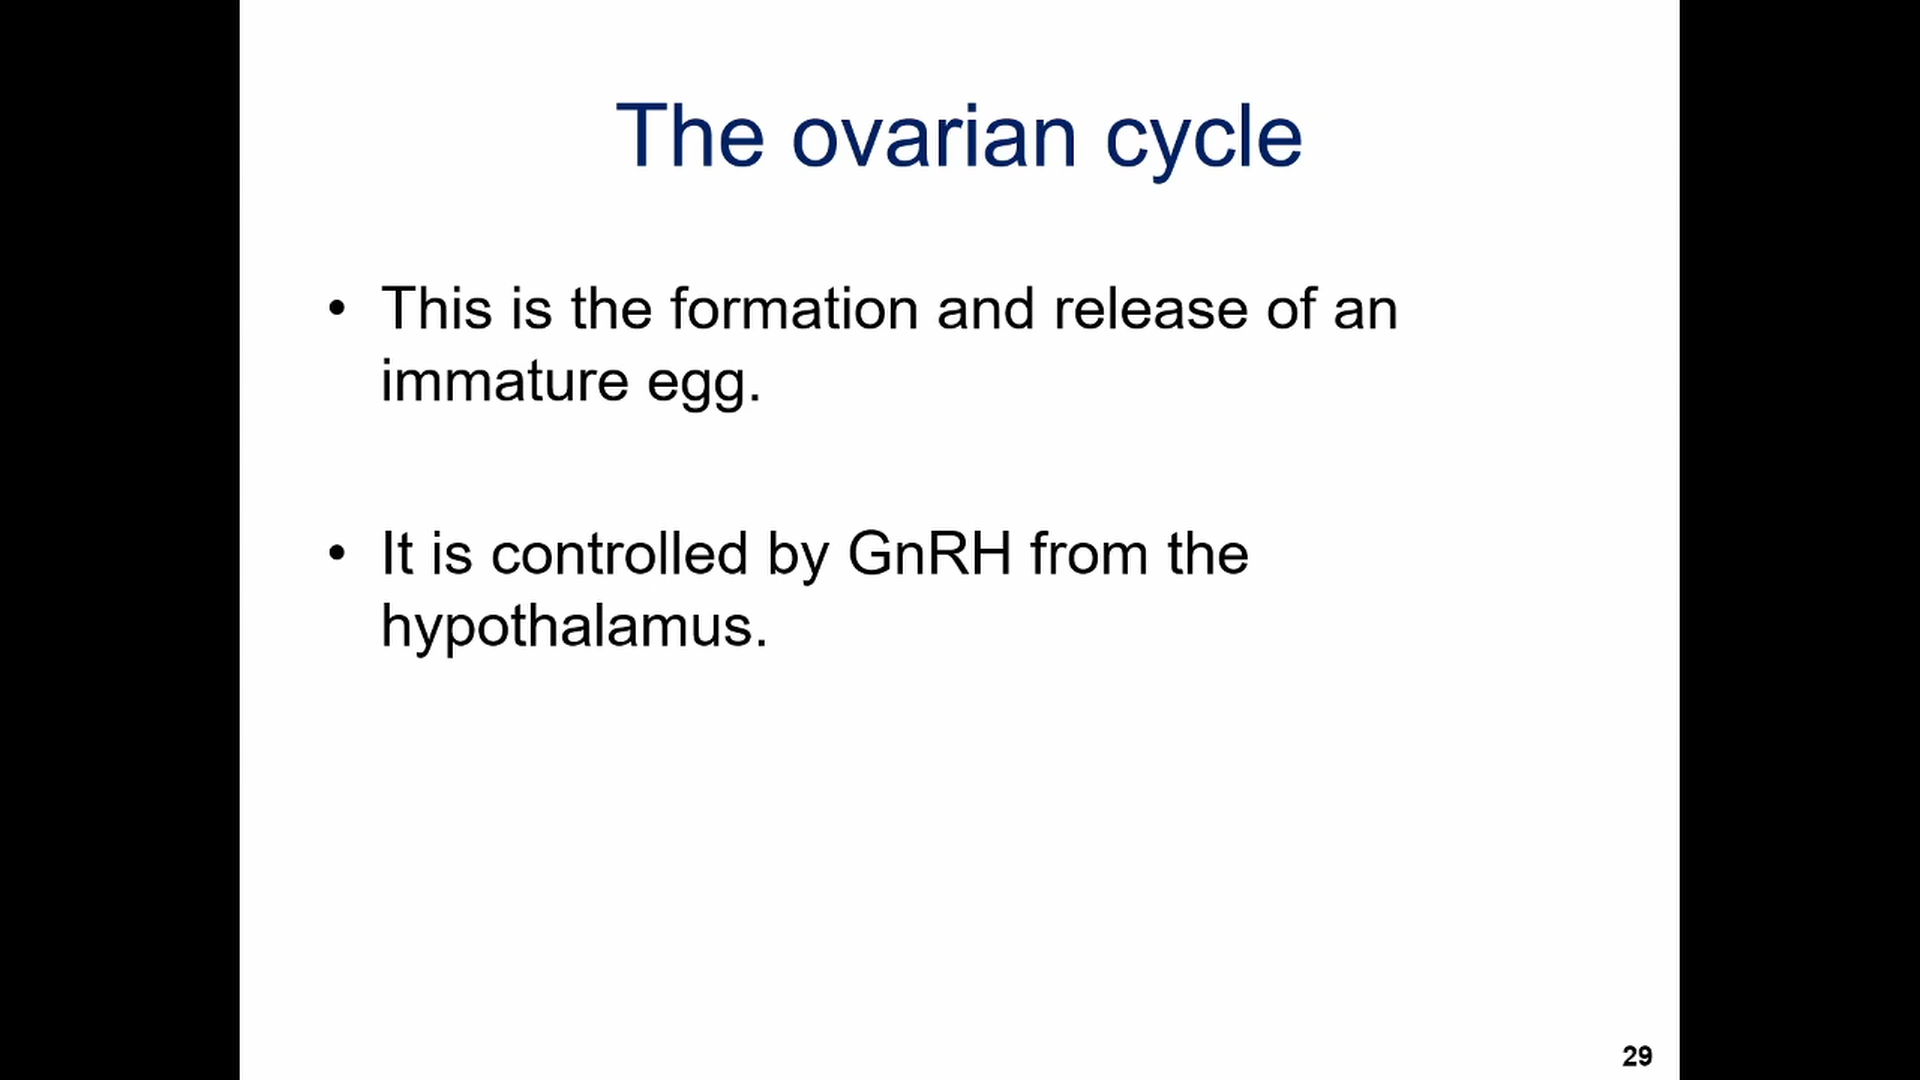 The ovarian cycle
• This is the formation and release of an
immature egg.
• It is controlled by GnRH from the
hypothalamus.
29